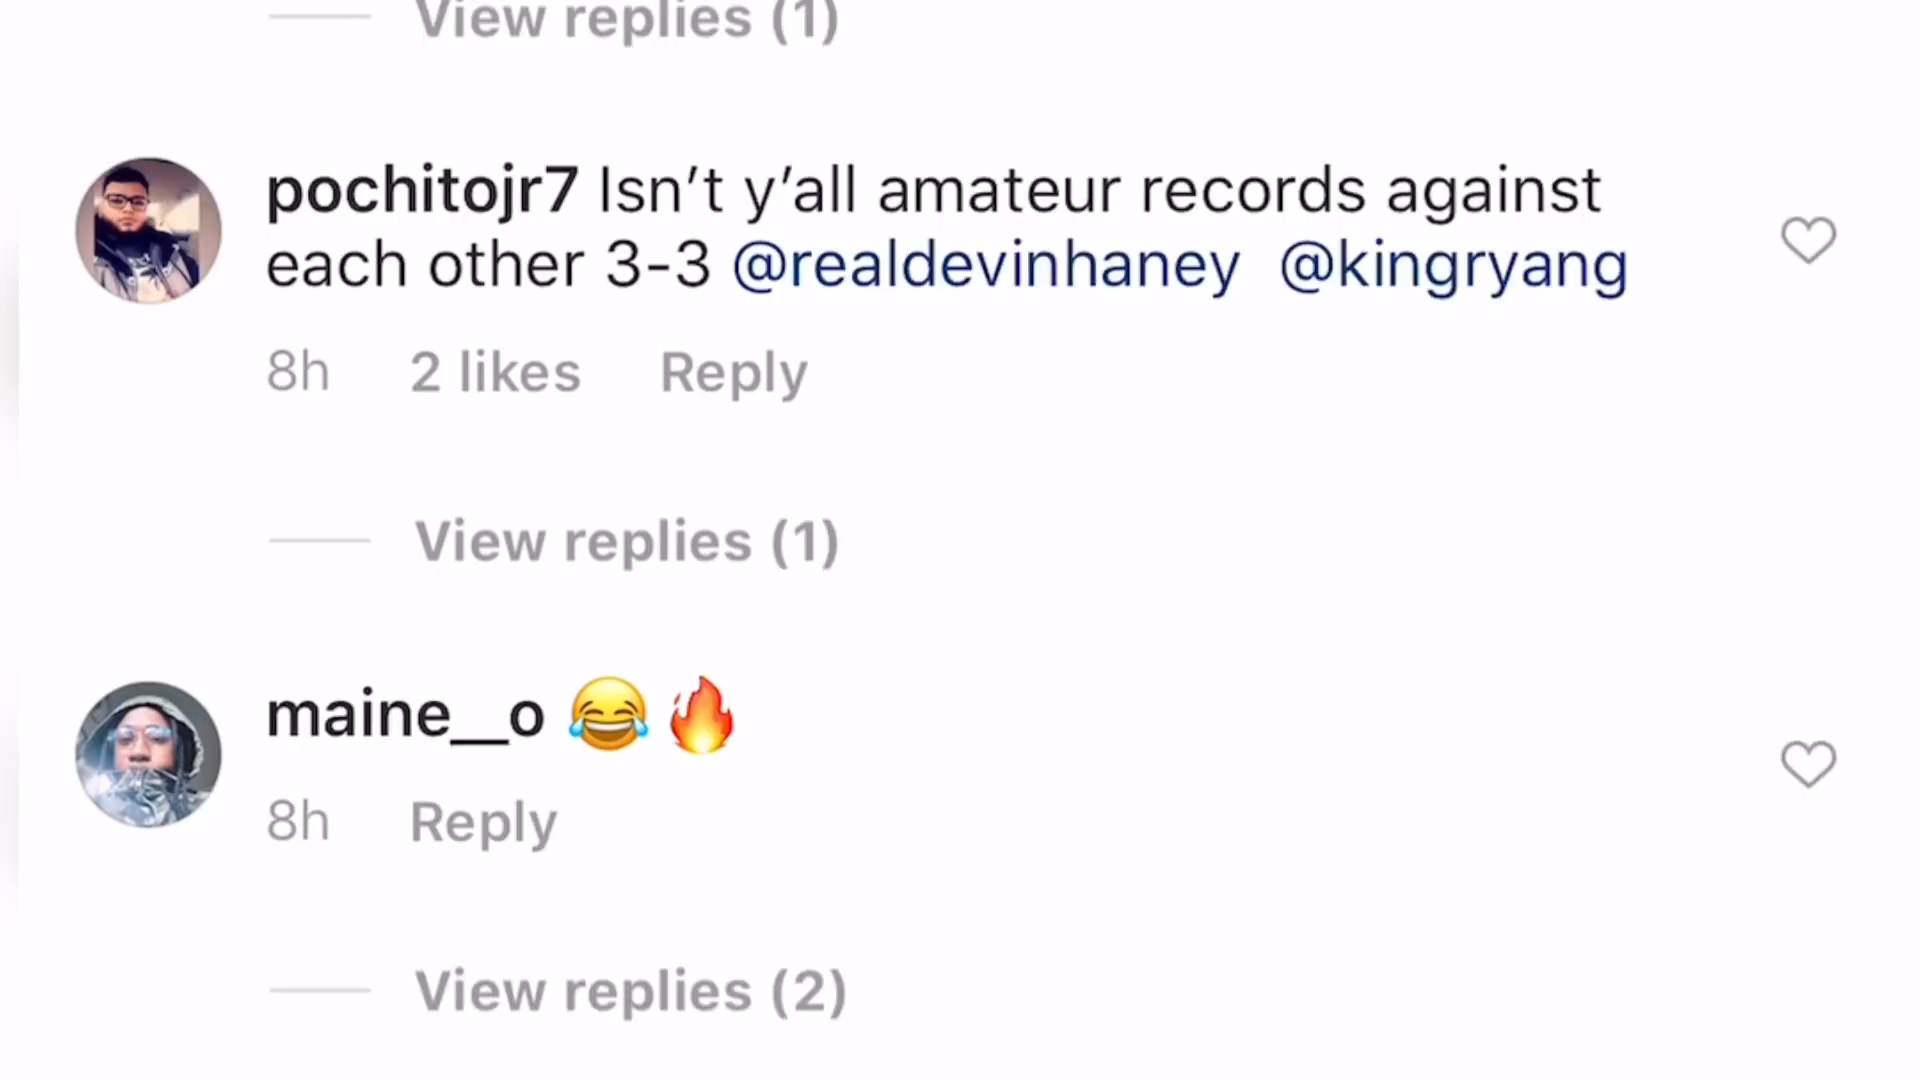 View replies (1)
pochitojr7 Isn’t y’all amateur records against
each other 3-3 @realdevinhaney @kingryang
8h 2 likes Reply
View replies (1)
maine__o 😂🔥
8h Reply
View replies (2)